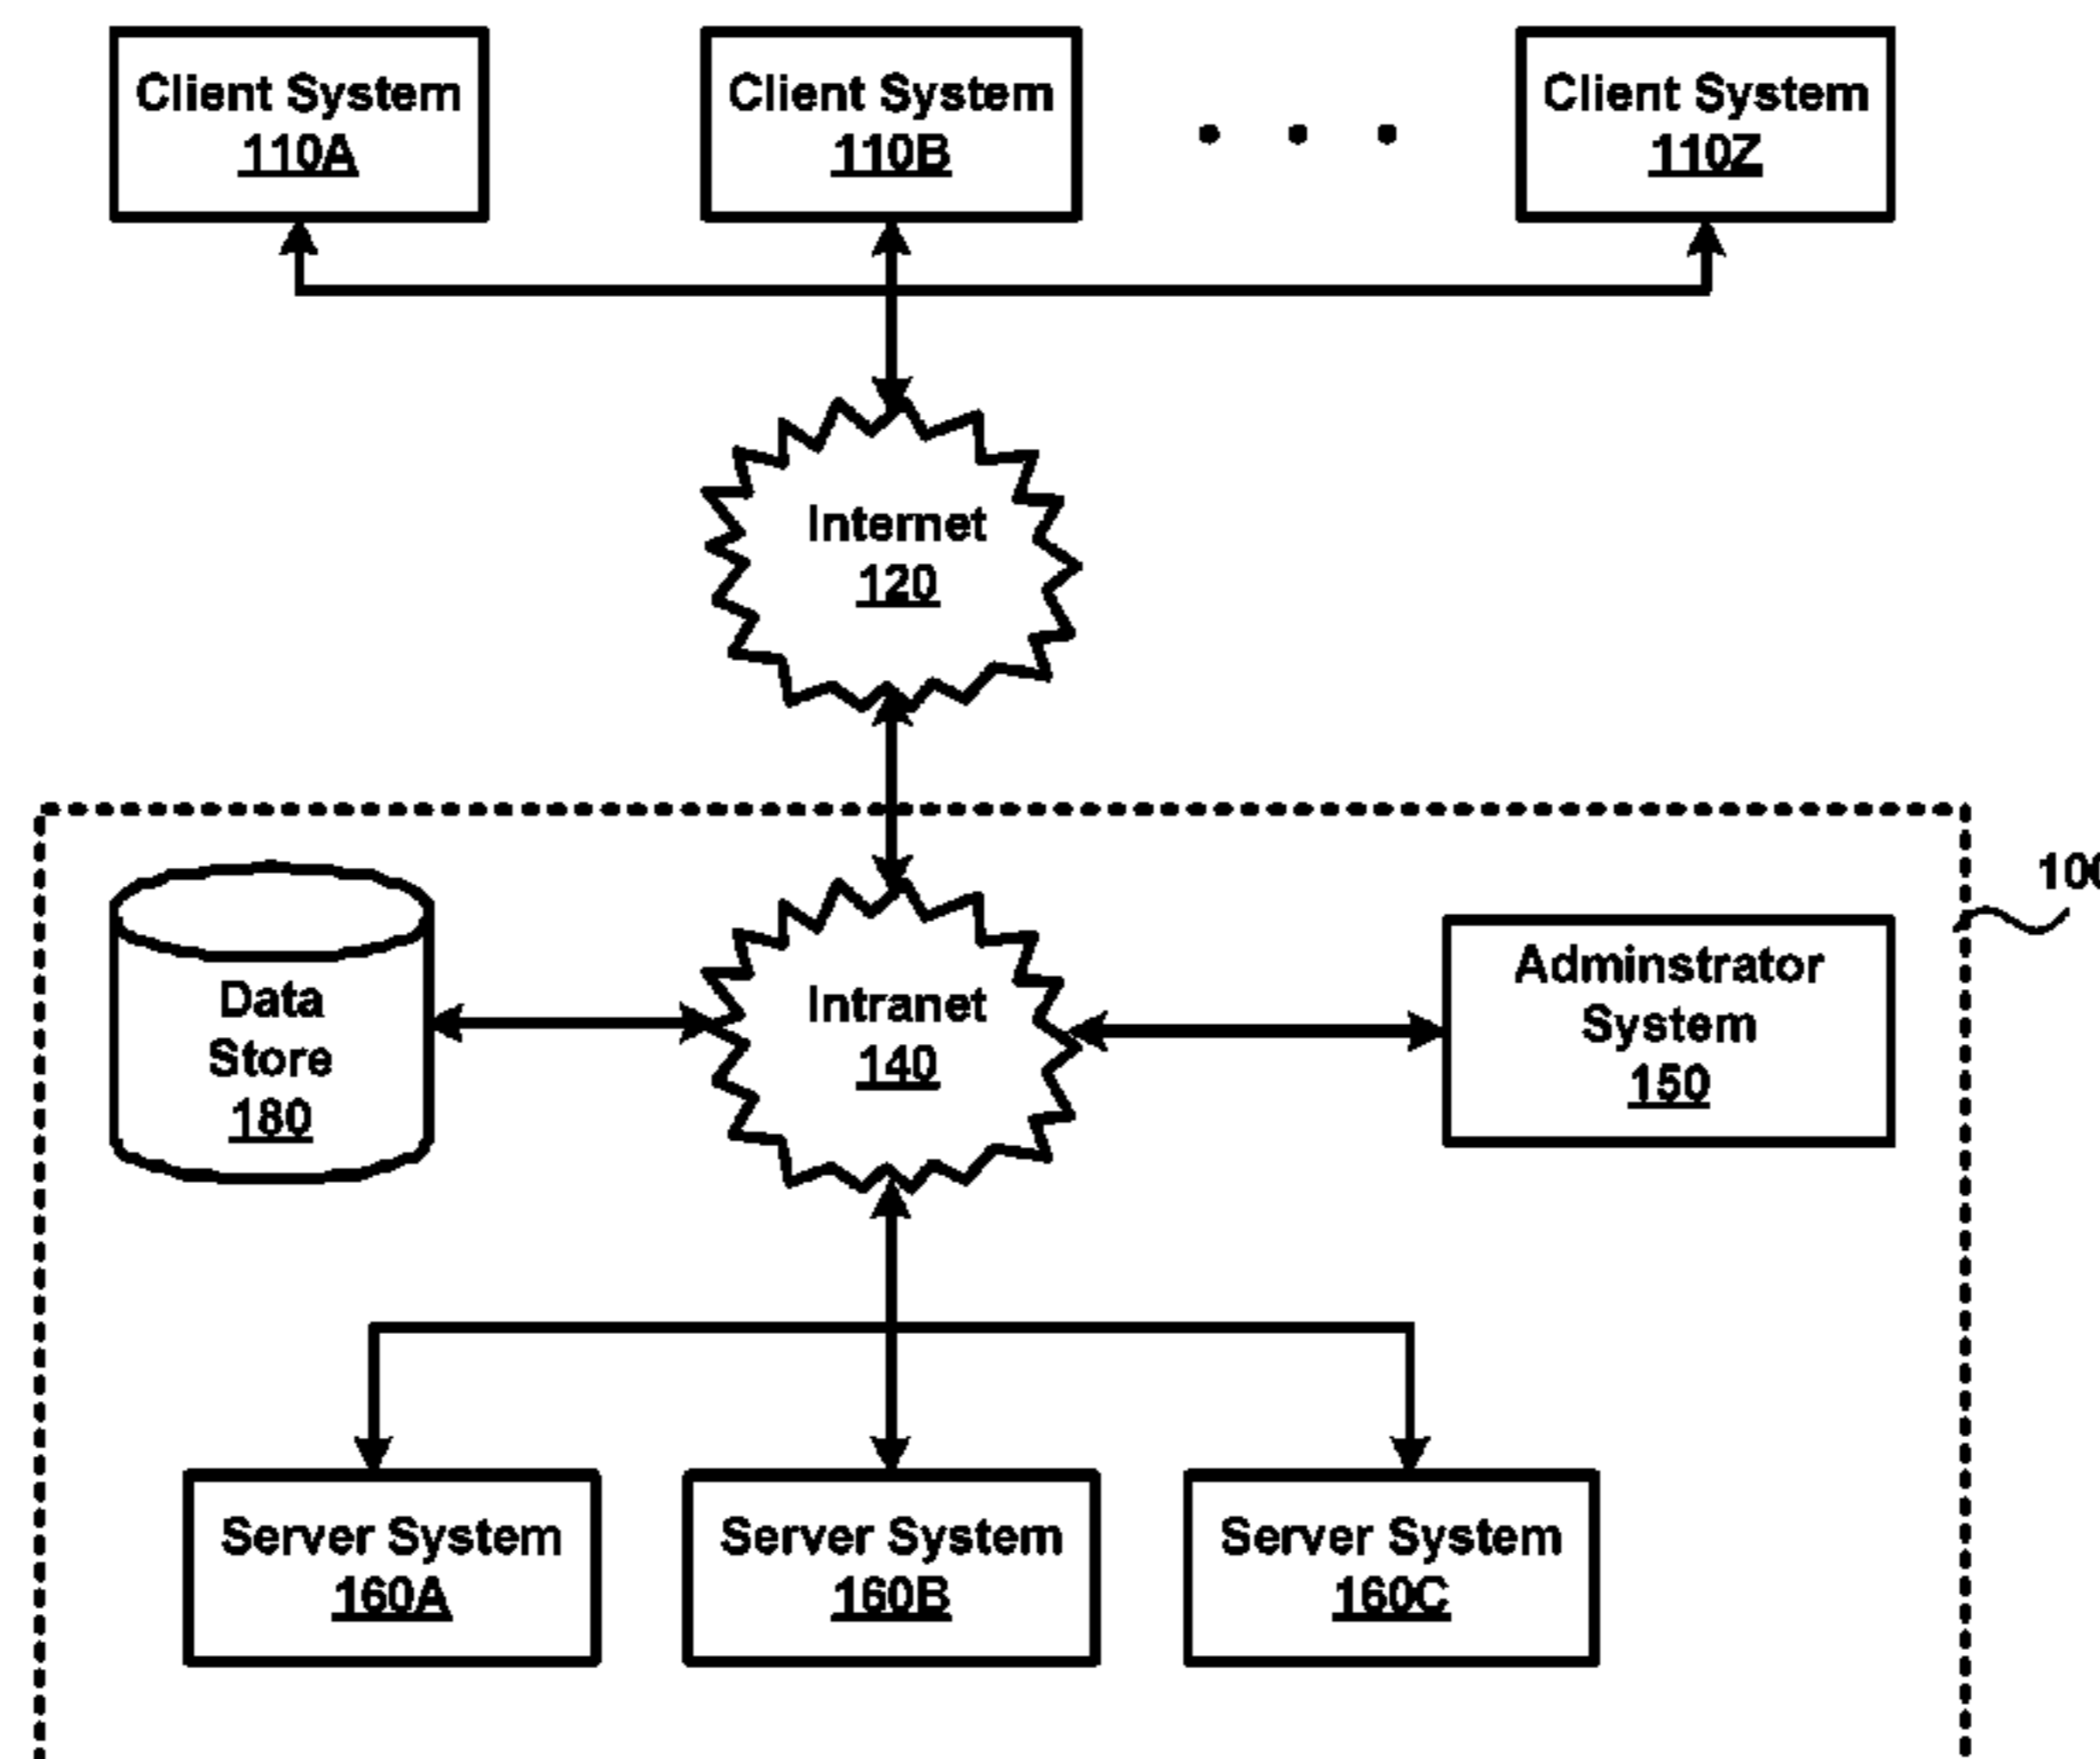 Client System
110A
Client System
110B
Client System
110Z
Internet
120
100
Data
Store
180
Intranet
140
Adminstrator
System
150
Server System
160A
Server System
160B
Server System
160C